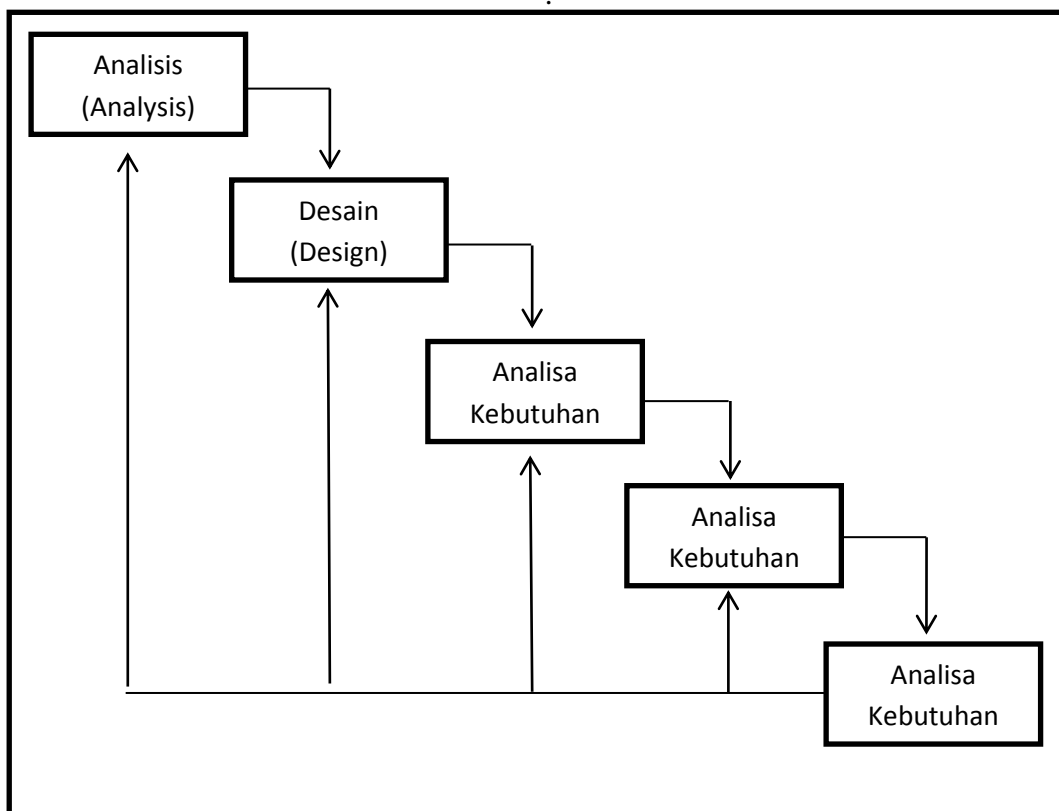 Analisis
(Analysis)
Desain
(Design)
Analisa
Kebutuhan
Analisa
Kebutuhan
Analisa
Kebutuhan